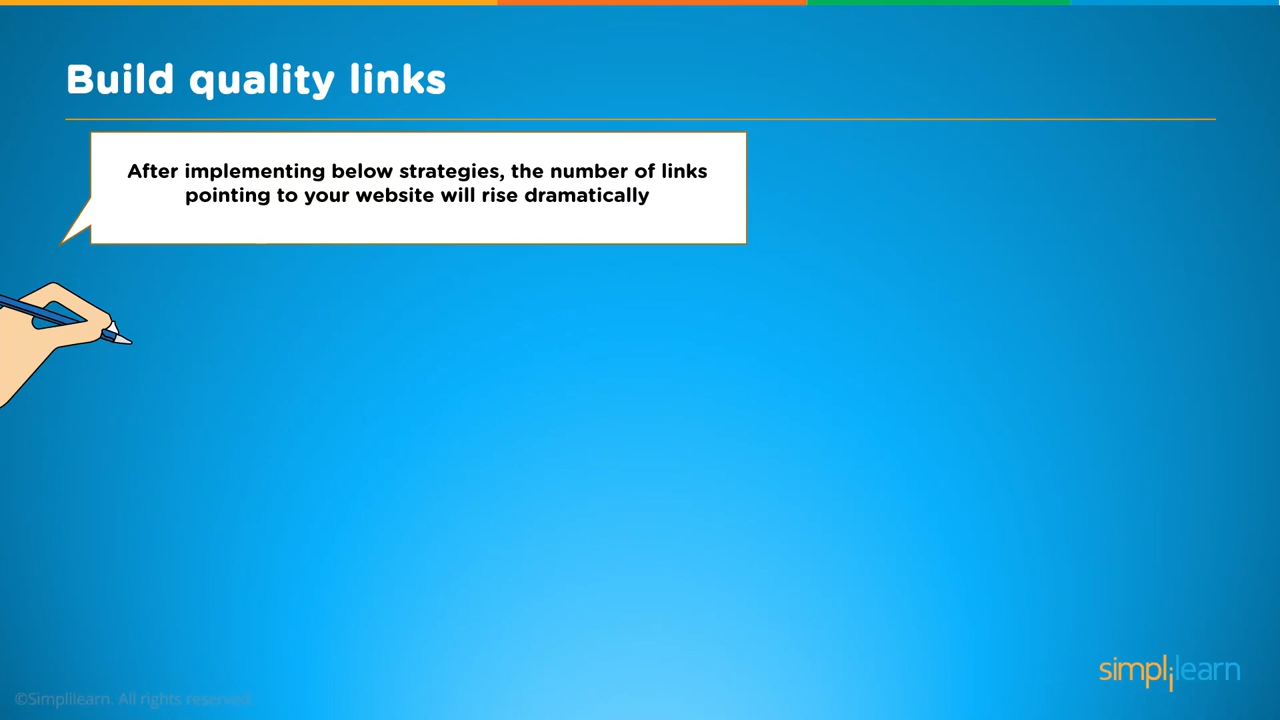 Build quality links
After implementing below strategies, the number of links
pointing to your website will rise dramatically
simplilearn
©Simplilearn. All rights reserved.